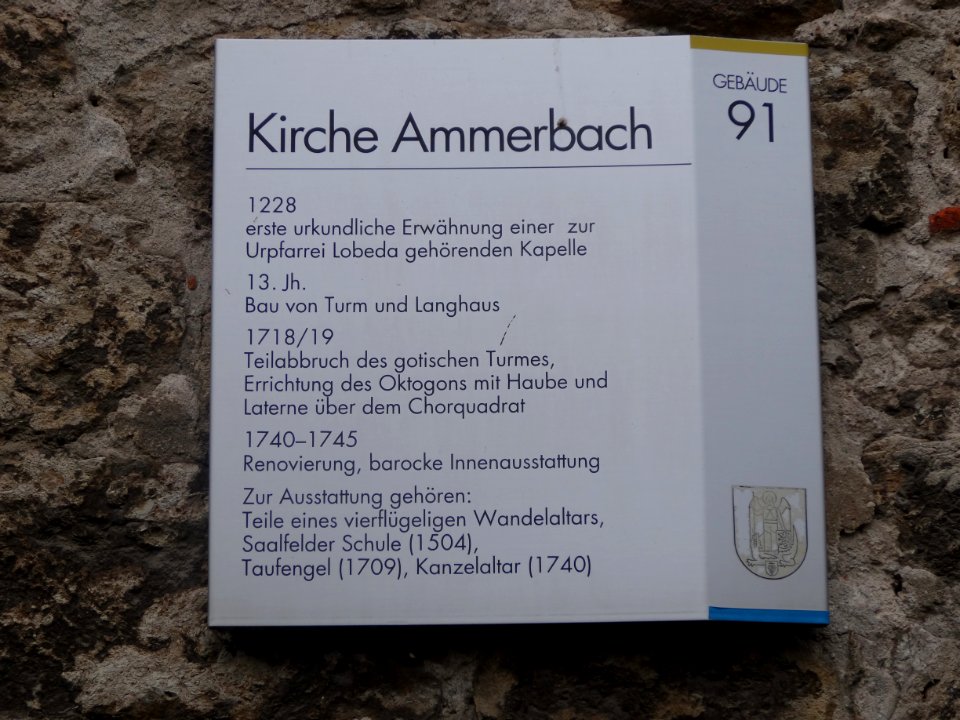 Kirche Ammerbach
1228
erste urkundliche Erwähnung einer zur
Urpfarrei Lobeda gehörenden Kapelle
13. Jh.
Bau von Turm und Langhaus
1718/19
Teilabbruch des gotischen Turmes,
Errichtung des Oktogons mit Haube und
Laterne über dem Chorquadrat
1740–1745
Renovierung, barocke Innenausstattung
Zur Ausstattung gehören:
Teile eines vierflügeligen Wandelaltars,
Saalfelder Schule (1504),
Taufengel (1709), Kanzelaltar (1740)
GEBÄUDE
91